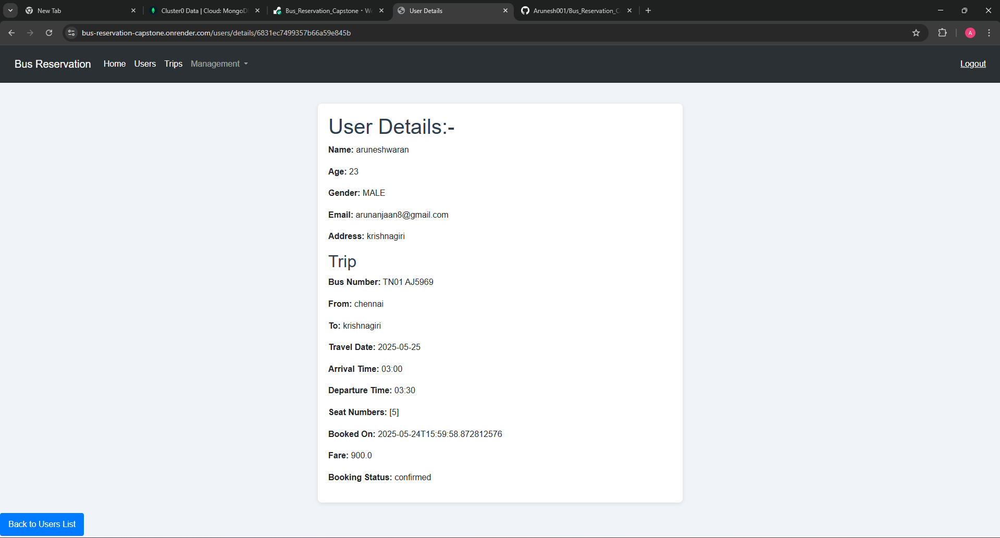 New Tab
Cluster0 Data | Cloud: MongoD
Bus_Reservation_Capstone · We
User Details
Arunesh001/Bus_Reservation_C
bus-reservation-capstone.onrender.com/users/details/6831ec7499357b66a59e845b
A
Bus Reservation Home Users Trips Management Logout
User Details:-
Name: aruneshwaran
Age: 23
Gender: MALE
Email: arunanjaan8@gmail.com
Address: krishnagiri
Trip
Bus Number: TN01 AJ5969
From: chennai
To: krishnagiri
Travel Date: 2025-05-25
Arrival Time: 03:00
Departure Time: 03:30
Seat Numbers: [5]
Booked On: 2025-05-24T15:59:58.872812576
Fare: 900.0
Booking Status: confirmed
Back to Users List